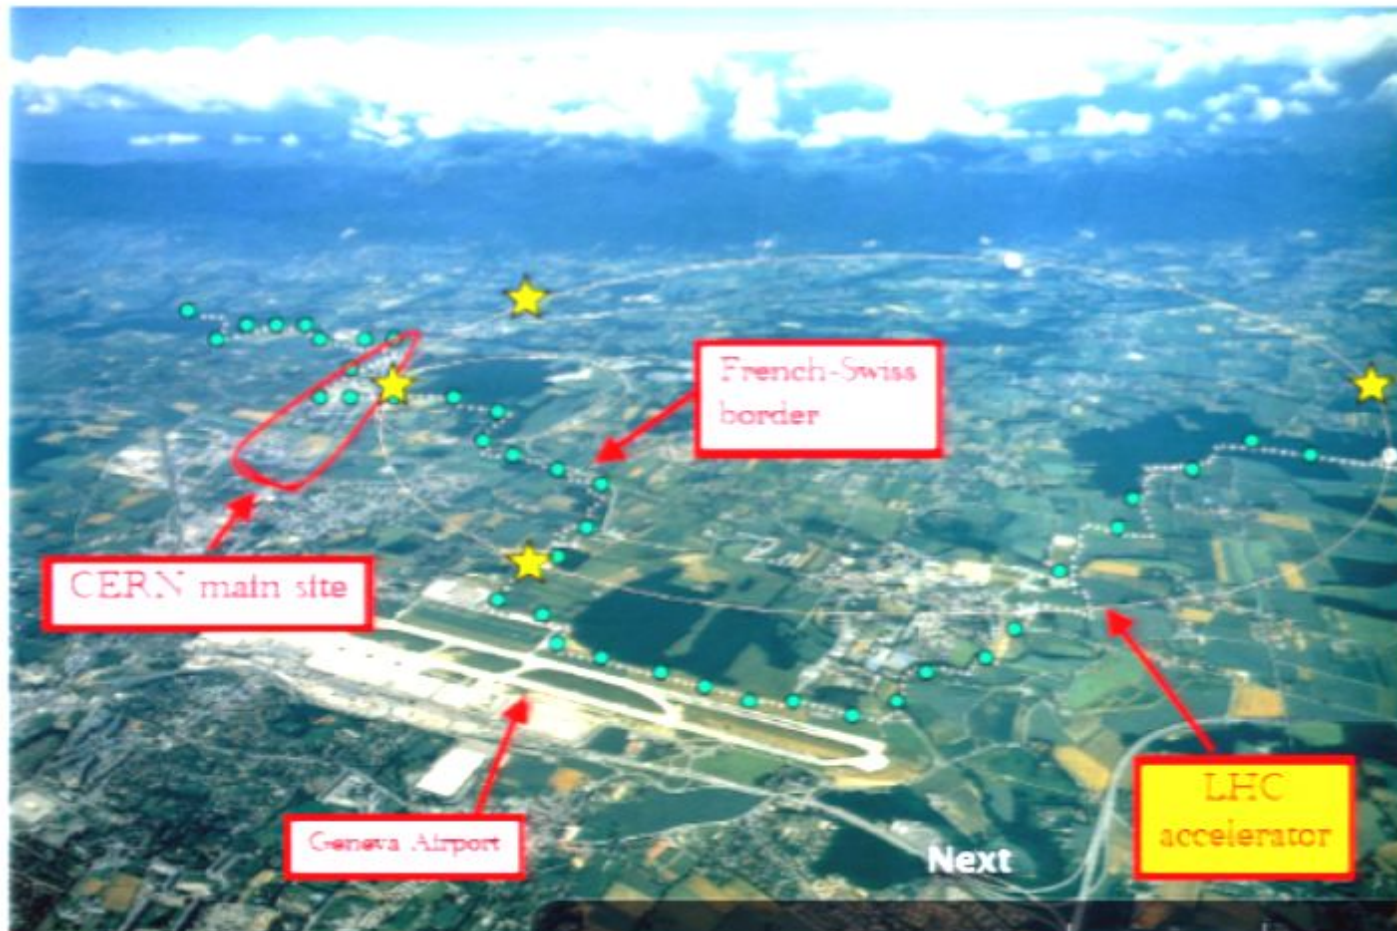 French-Swiss
border
CERN main site
LHC
accelerator
Geneva Airport
Next